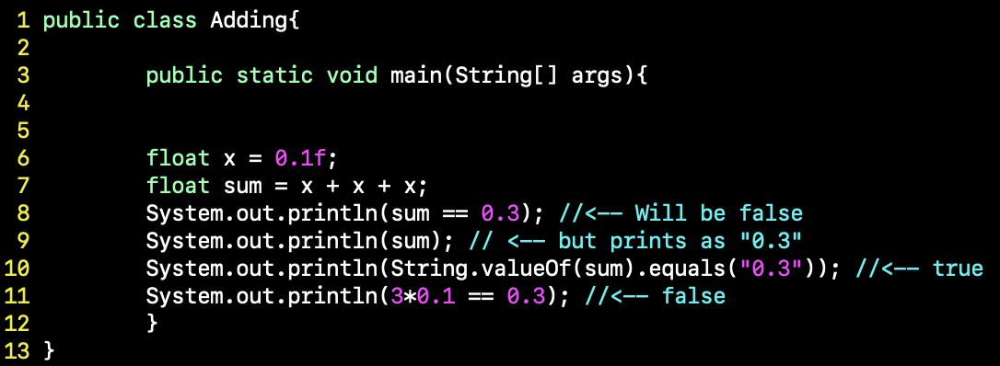 1 public class Adding{
2
3         public static void main(String[] args){
4
5
6         float x = 0.1f;
7         float sum = x + x + x;
8         System.out.println(sum == 0.3); //<-- Will be false
9         System.out.println(sum); // <-- but prints as "0.3"
10         System.out.println(String.valueOf(sum).equals("0.3")); //<-- true
11         System.out.println(3*0.1 == 0.3); //<-- false
12         }
13 }